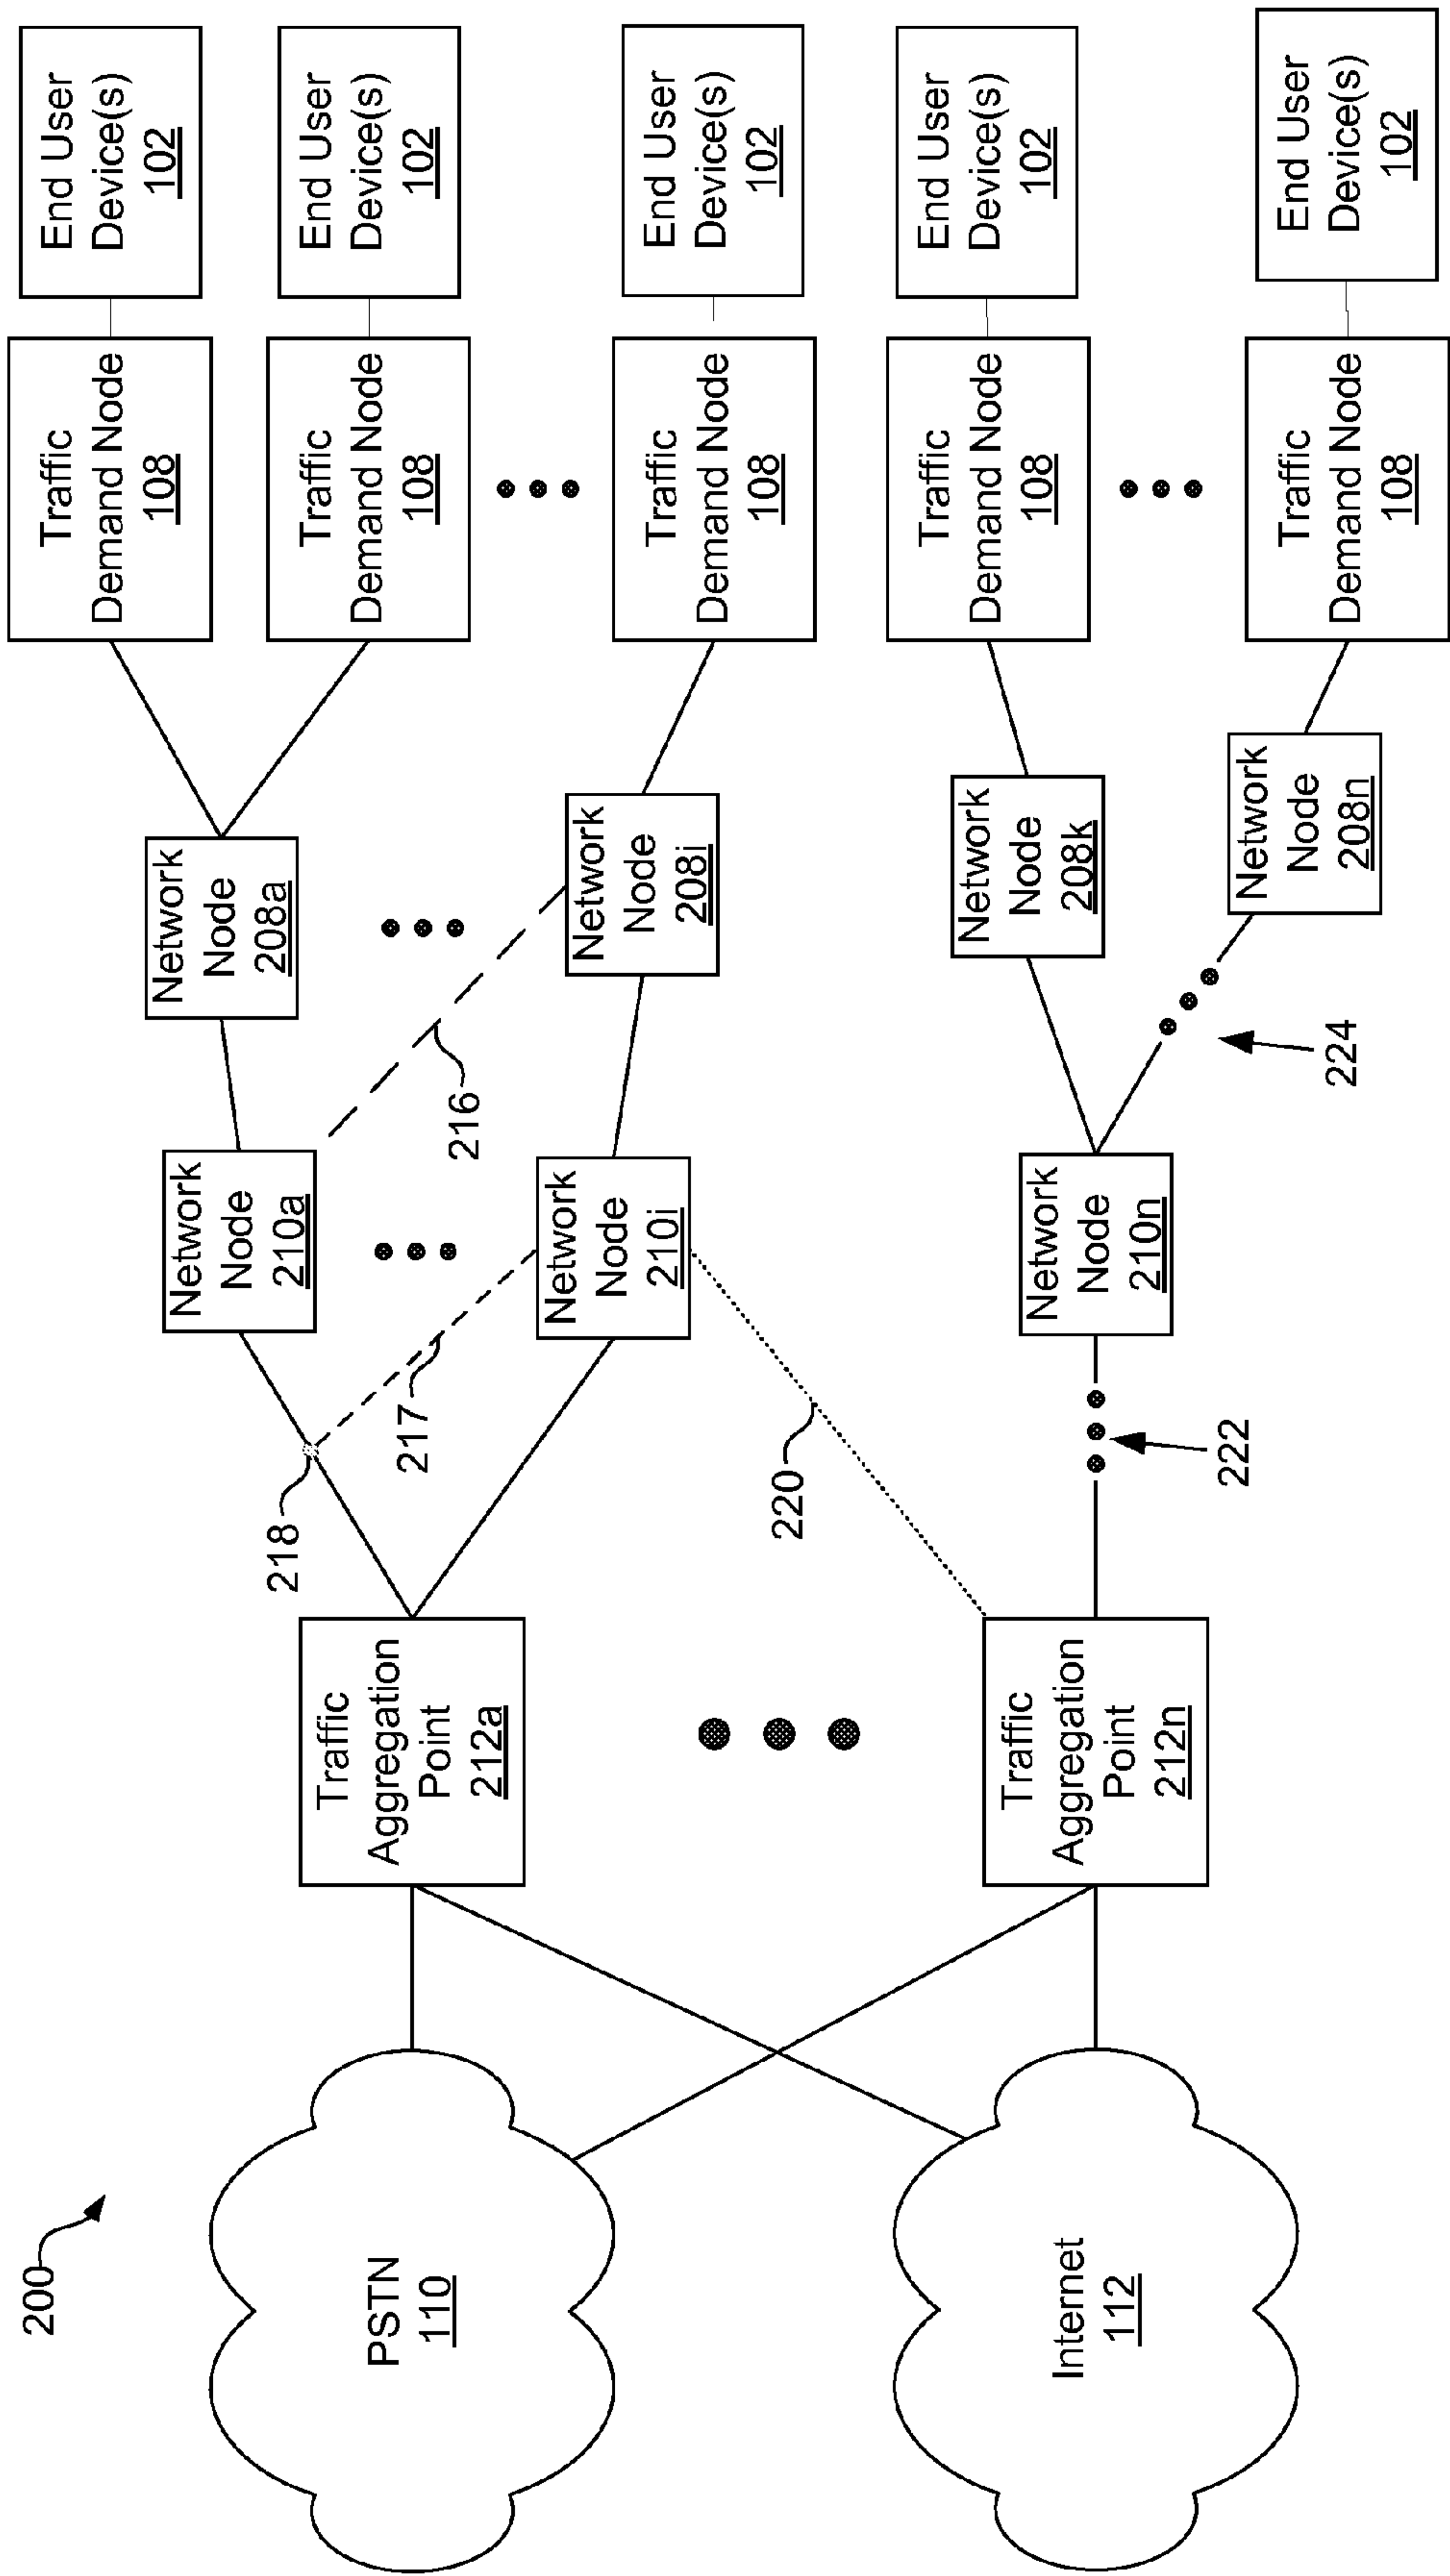 200
PSTN
110
Internet
112
Traffic
Aggregation
Point
212a
Traffic
Aggregation
Point
212n
218
217
216
220
222
224
Network
Node
210a
Network
Node
210i
Network
Node
210n
Network
Node
208a
Network
Node
208i
Network
Node
208k
Network
Node
208n
Traffic
Demand Node
108
Traffic
Demand Node
108
Traffic
Demand Node
108
Traffic
Demand Node
108
Traffic
Demand Node
108
End User
Device(s)
102
End User
Device(s)
102
End User
Device(s)
102
End User
Device(s)
102
End User
Device(s)
102